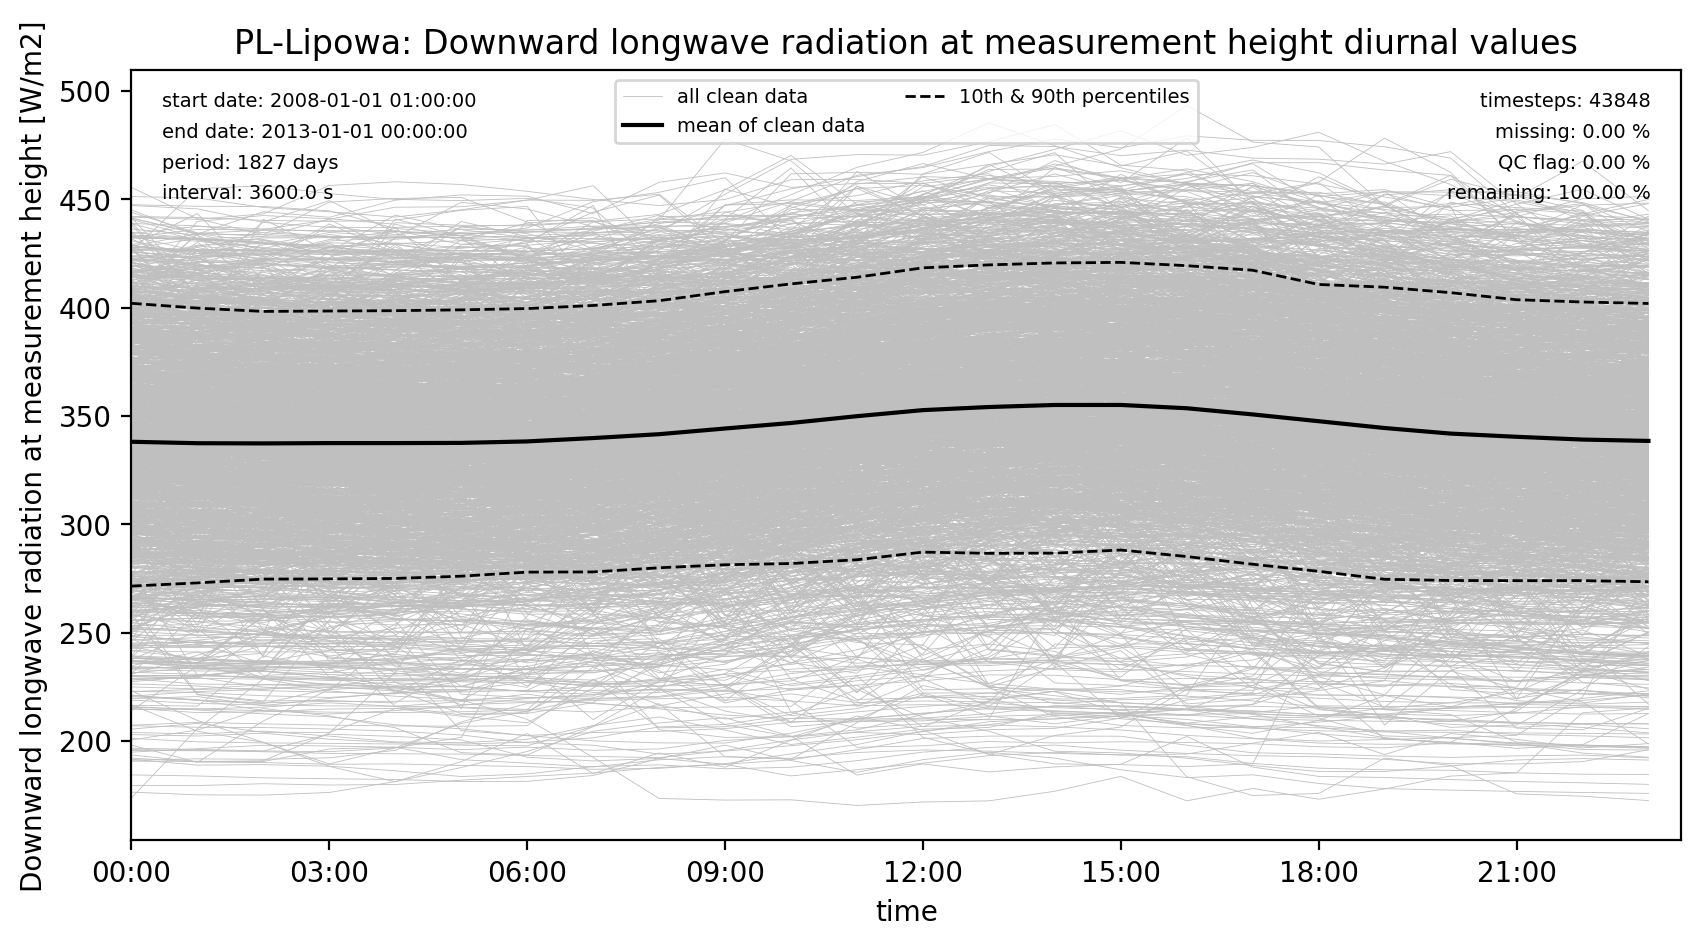 PL-Lipowa: Downward longwave radiation at measurement height diurnal values
Downward longwave radiation at measurement height [W/m2]
500
450
400
350
300
250
200
start date: 2008-01-01 01:00:00
end date: 2013-01-01 00:00:00
period: 1827 days
interval: 3600.0 s
all clean data
mean of clean data
10th & 90th percentiles
timesteps: 43848
missing: 0.00 %
QC flag: 0.00 %
remaining: 100.00 %
00:00 03:00 06:00 09:00 12:00 15:00 18:00 21:00
time